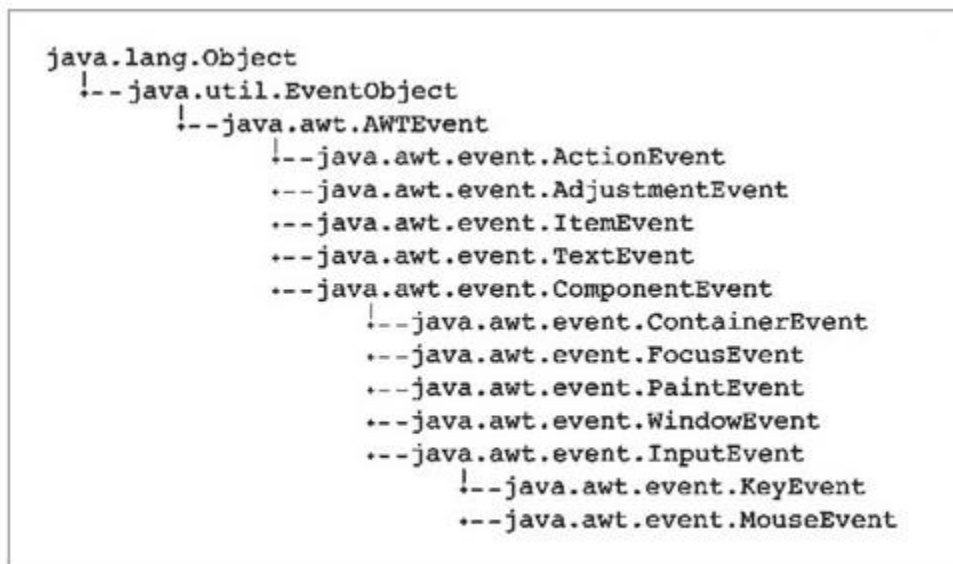 java.lang.Object
!--java.util.EventObject
!--java.awt.AWTEvent
!--java.awt.event.ActionEvent
+--java.awt.event.AdjustmentEvent
+--java.awt.event.ItemEvent
+--java.awt.event.TextEvent
+--java.awt.event.ComponentEvent
!--java.awt.event.ContainerEvent
+--java.awt.event.FocusEvent
+--java.awt.event.PaintEvent
+--java.awt.event.WindowEvent
+--java.awt.event.InputEvent
!--java.awt.event.KeyEvent
+--java.awt.event.MouseEvent